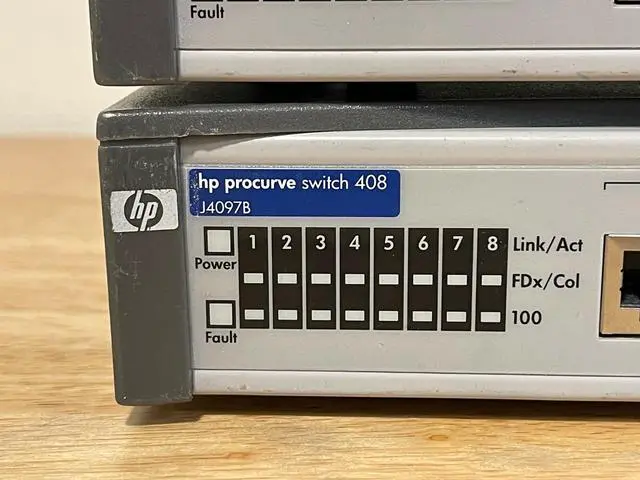 Fault
hp procurve switch 408
J4097B
hp
1 2 3 4 5 6 7 8 Link/Act
Power
FDx/Col
100
Fault